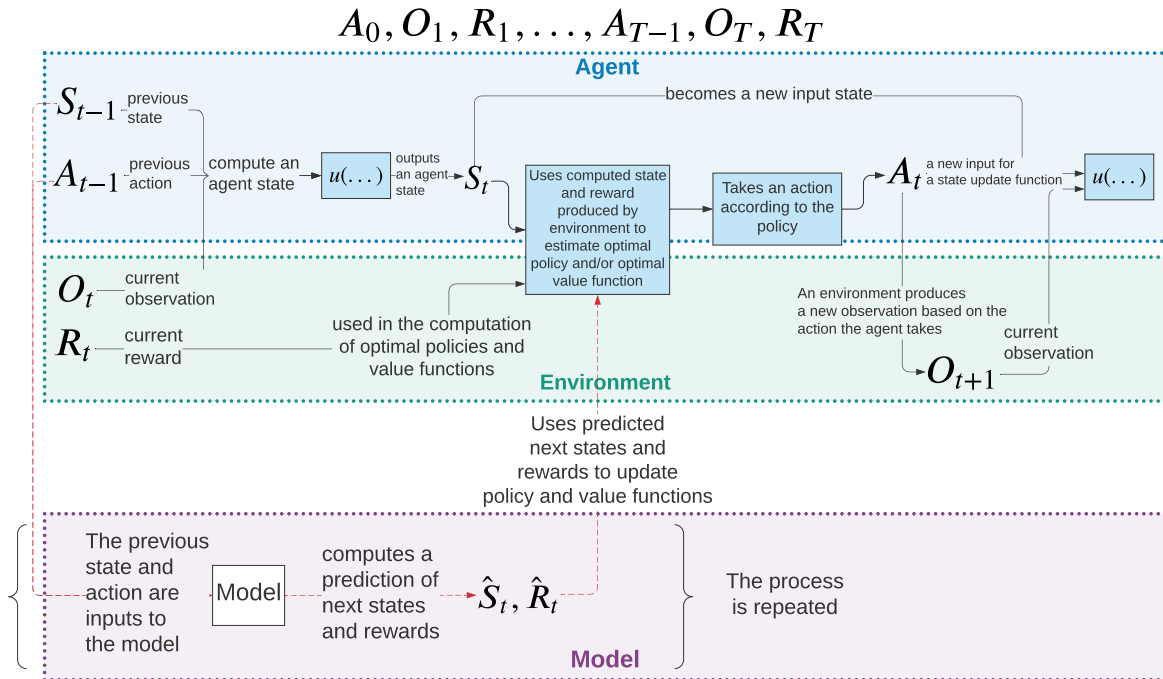 A₀, O₁, R₁, . . . , A_{T−1}, O_T, R_T
Agent
S_{t−1}
previous
state
becomes a new input state
A_{t−1}
previous
action
compute an
agent state
u(. . .)
outputs
an agent
state
S_t
Uses computed state
and reward
produced by
environment to
estimate optimal
policy and/or optimal
value function
Takes an action
according to the
policy
A_t
a new input for
a state update function
u(. . .)
O_t
current
observation
R_t
current
reward
used in the computation
of optimal policies and
value functions
An environment produces
a new observation based on the
action the agent takes
current
observation
O_{t+1}
Environment
Uses predicted
next states and
rewards to update
policy and value functions
The previous
state and
action are
inputs to
the model
Model
computes a
prediction of
next states
and rewards
Ŝ_t, R̂_t
The process
is repeated
Model